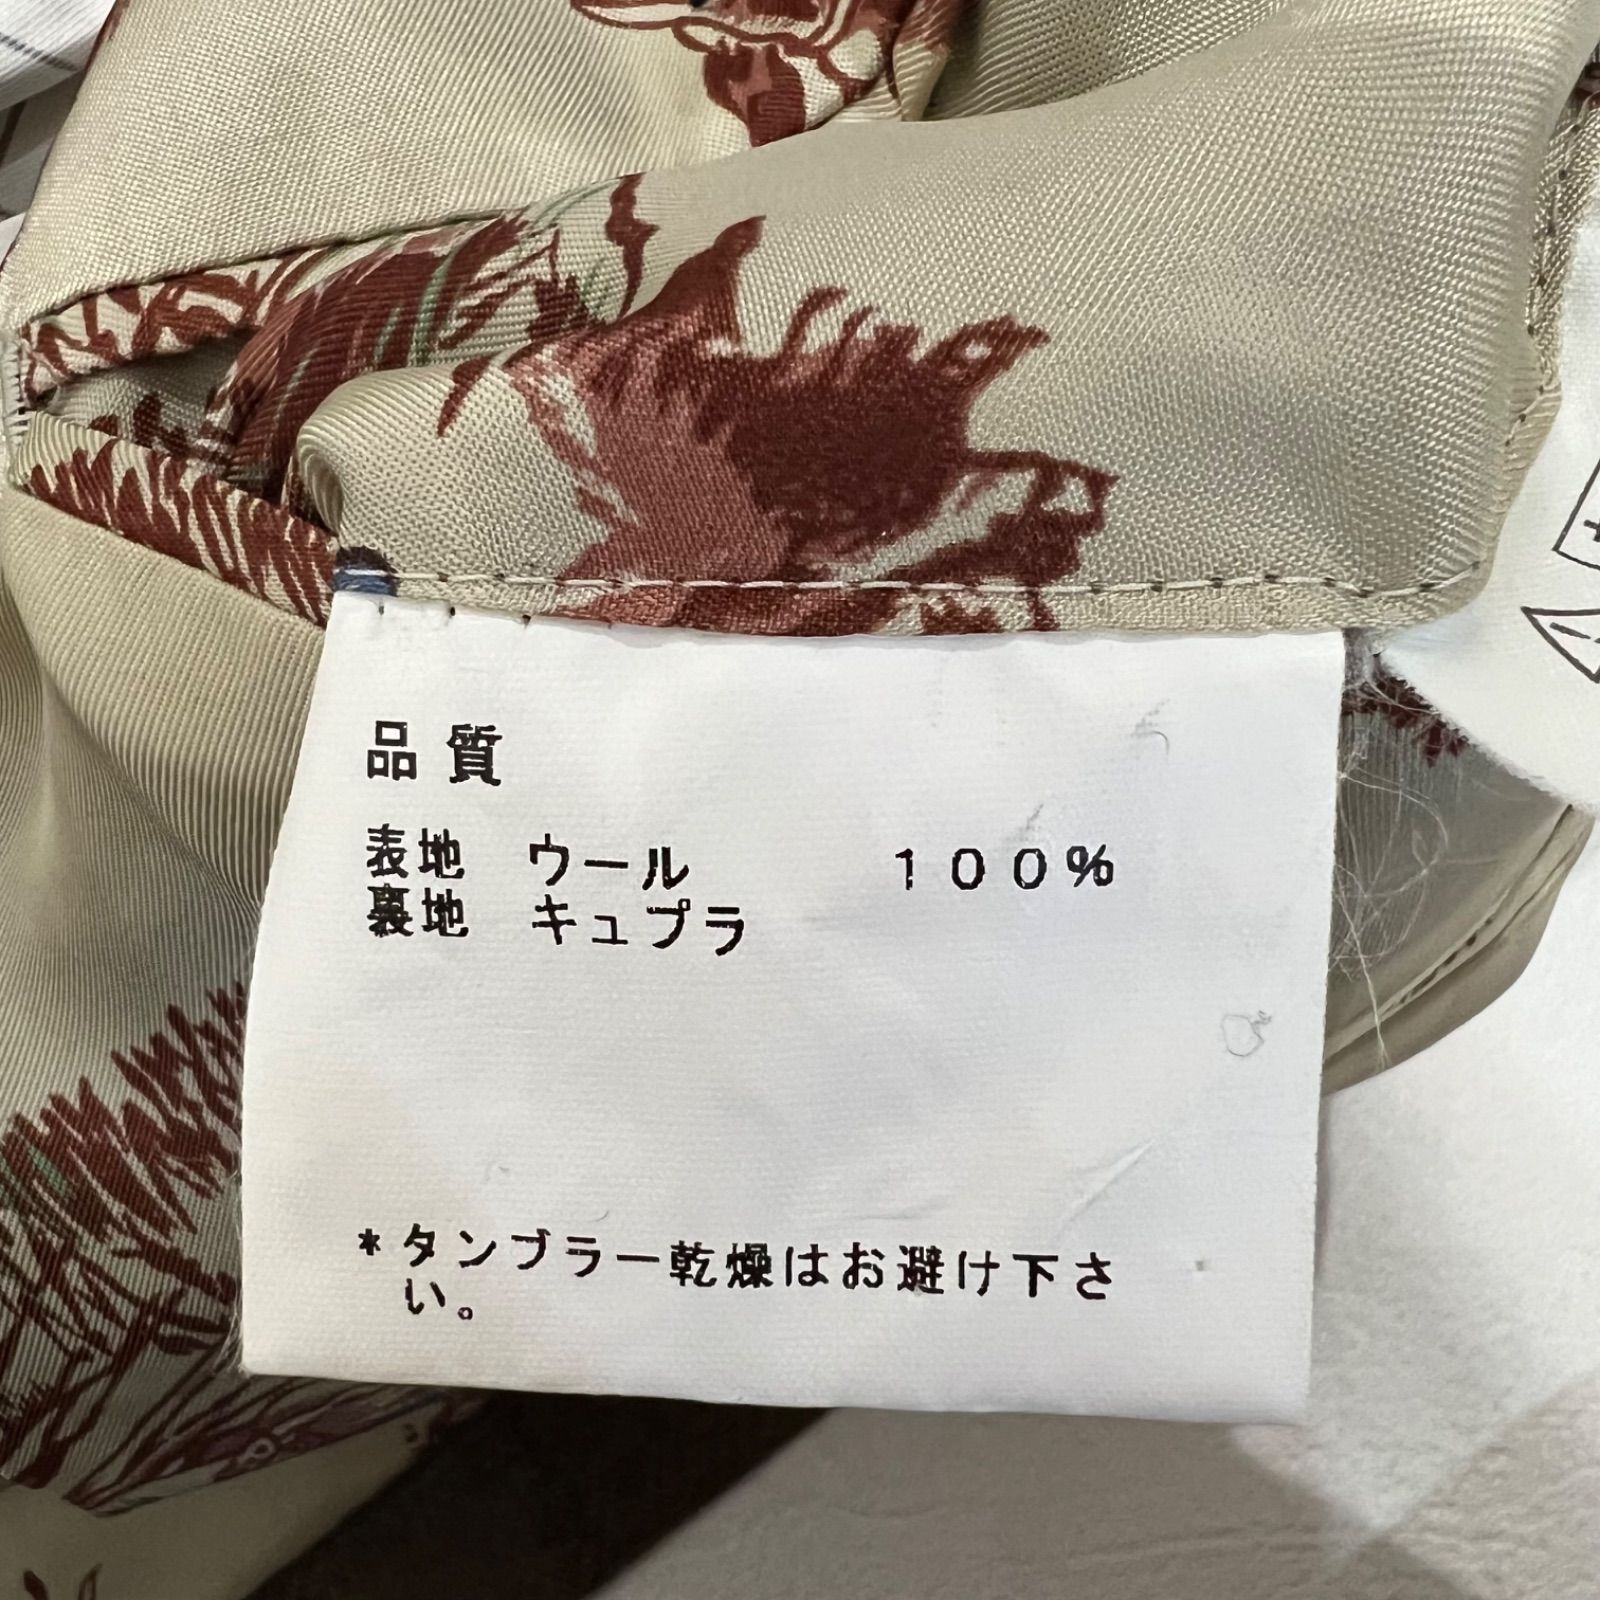 品質
表地 ウール 100%
裏地 キュプラ
*タンブラー乾燥はお避け下さ
い。